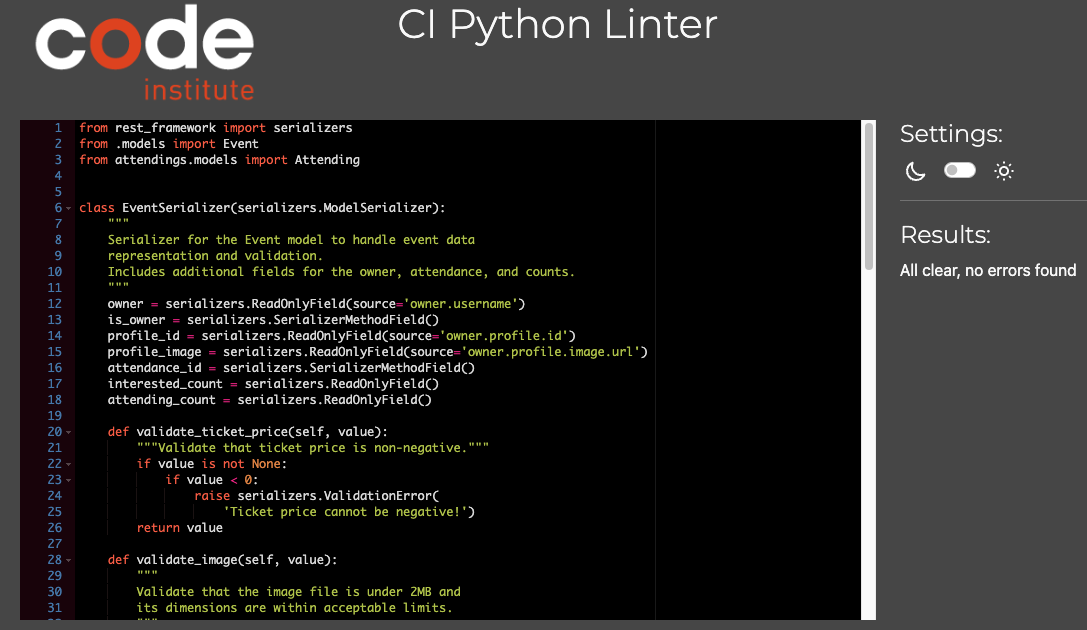 code
institute
CI Python Linter
1 from rest_framework import serializers
2 from .models import Event
3 from attendings.models import Attending
4
5
6 class EventSerializer(serializers.ModelSerializer):
7     """
8     Serializer for the Event model to handle event data
9     representation and validation.
10     Includes additional fields for the owner, attendance, and counts.
11     """
12     owner = serializers.ReadOnlyField(source='owner.username')
13     is_owner = serializers.SerializerMethodField()
14     profile_id = serializers.ReadOnlyField(source='owner.profile.id')
15     profile_image = serializers.ReadOnlyField(source='owner.profile.image.url')
16     attendance_id = serializers.SerializerMethodField()
17     interested_count = serializers.ReadOnlyField()
18     attending_count = serializers.ReadOnlyField()
19
20     def validate_ticket_price(self, value):
21         """Validate that ticket price is non-negative."""
22         if value is not None:
23             if value < 0:
24                 raise serializers.ValidationError(
25                     'Ticket price cannot be negative!')
26         return value
27
28     def validate_image(self, value):
29         """
30         Validate that the image file is under 2MB and
31         its dimensions are within acceptable limits.
Settings:
Results:
All clear, no errors found